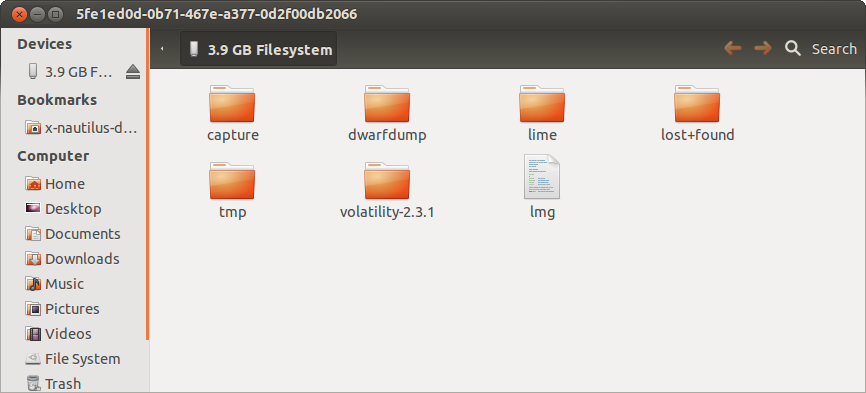 5fe1ed0d-0b71-467e-a377-0d2f00db2066
Devices
3.9 GB F...
Bookmarks
x-nautilus-d...
Computer
Home
Desktop
Documents
Downloads
Music
Pictures
Videos
File System
Trash
3.9 GB Filesystem
Search
capture dwarfdump lime lost+found
tmp volatility-2.3.1 lmg